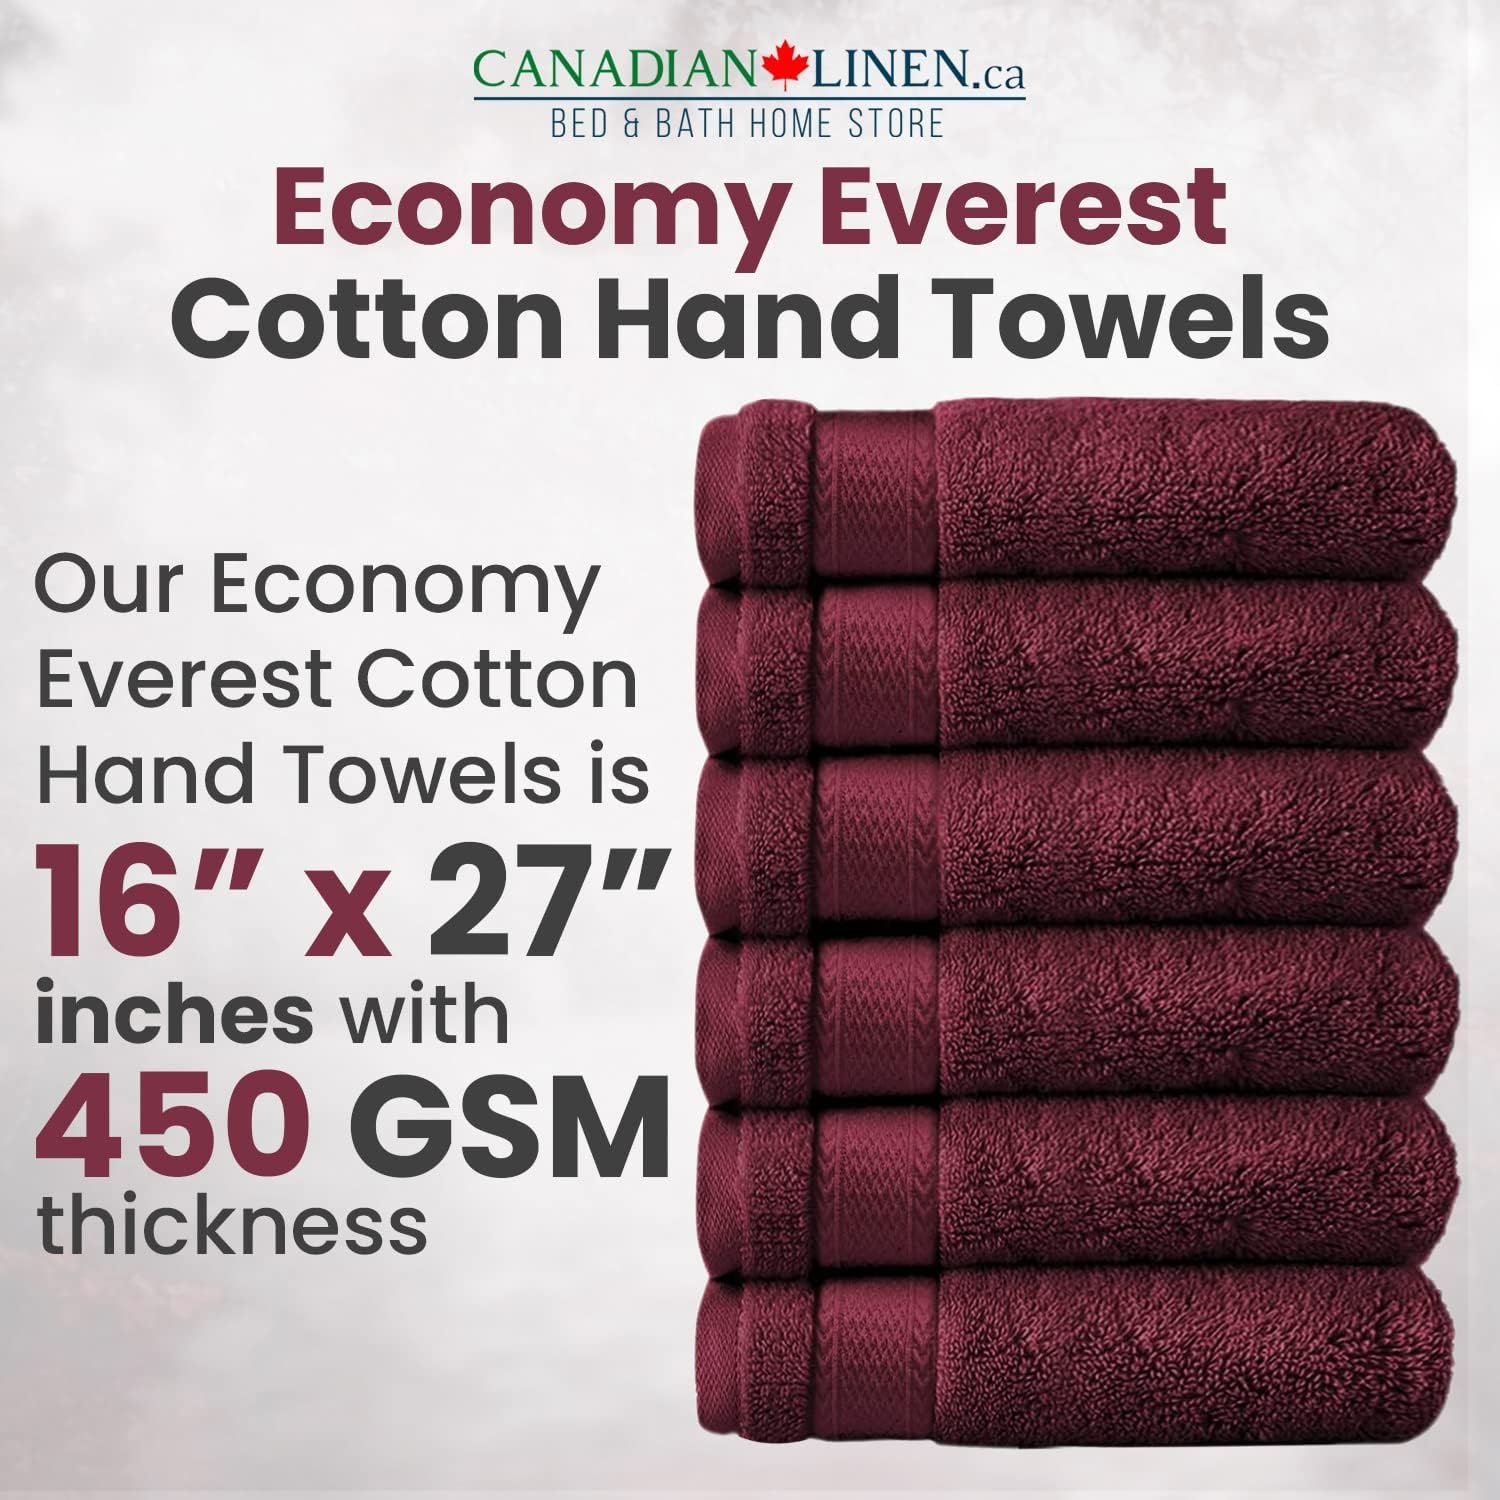 CANADIAN LINEN.ca
BED & BATH HOME STORE
Economy Everest
Cotton Hand Towels
Our Economy
Everest Cotton
Hand Towels is
16” x 27”
inches with
450 GSM
thickness